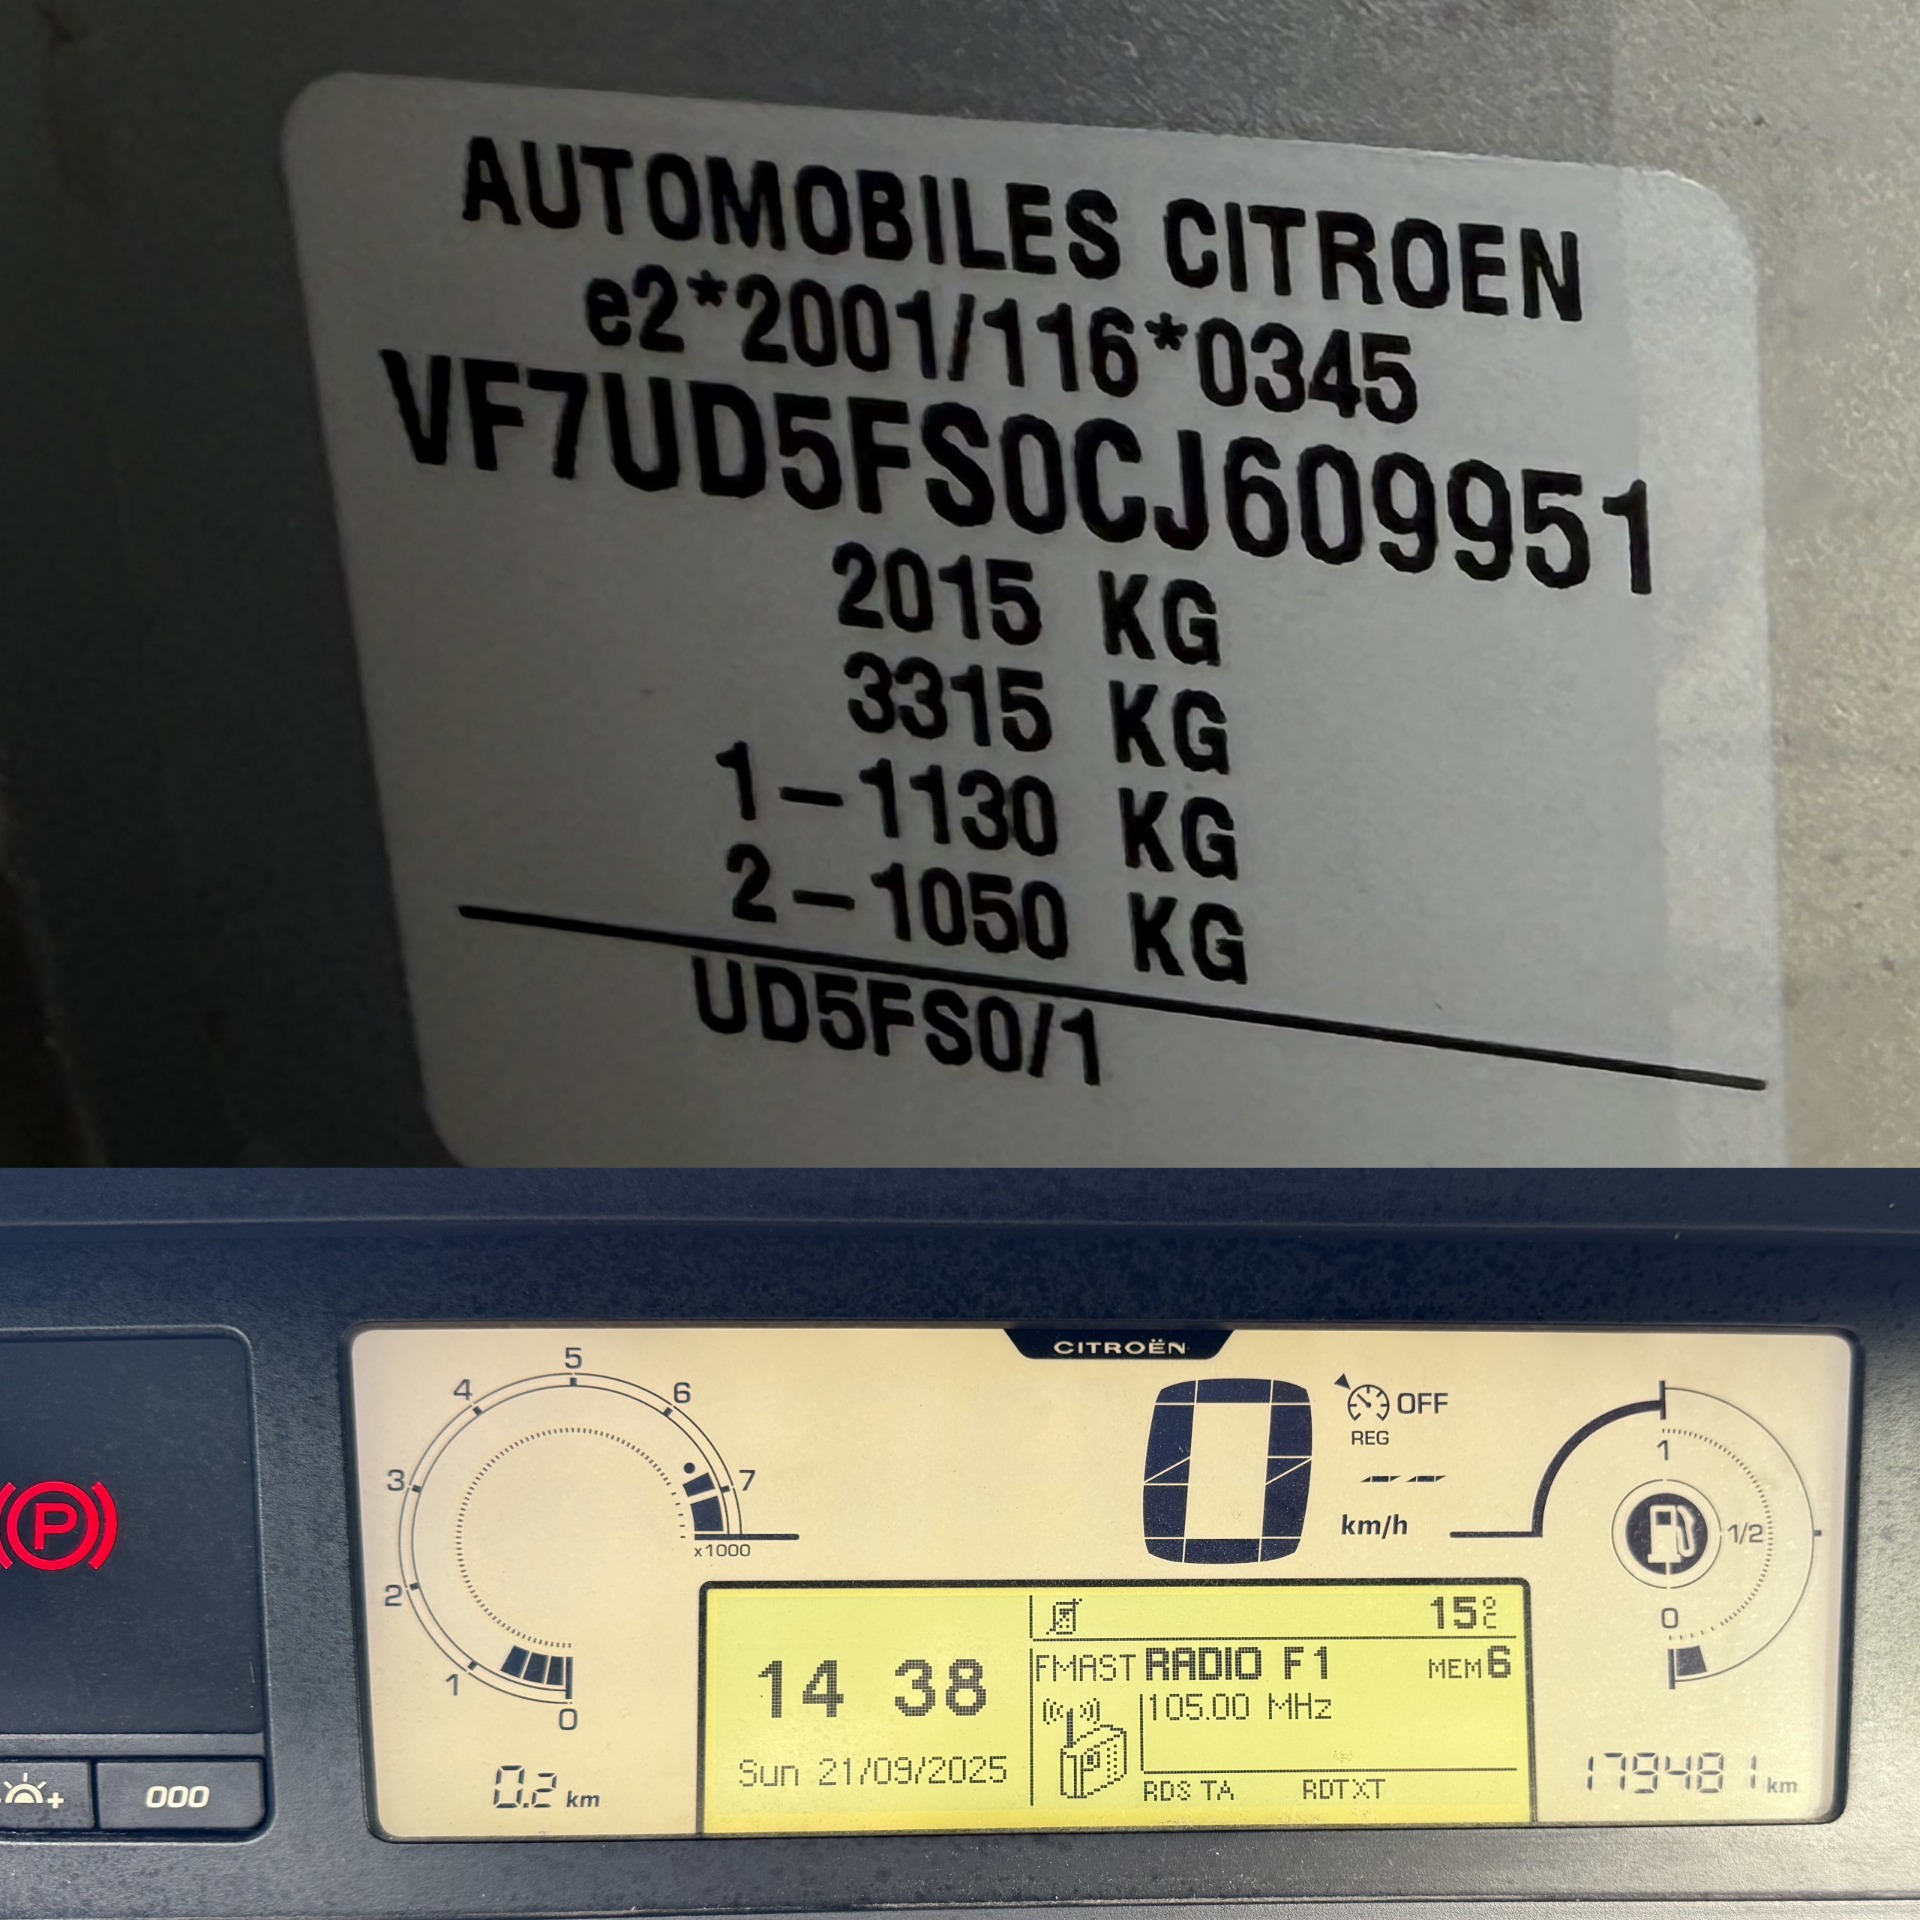 AUTOMOBILES CITROEN
e2*2001/116*0345
VF7UD5FS0CJ609951
2015 KG
3315 KG
1-1130 KG
2-1050 KG
UD5FS0/1
CITROËN
5
4
6
3
7
x1000
2
1
0
0.2 km
OFF
REG
-- --
km/h
1
1/2
0
15°C
14 38
FMAST RADIO F1 MEM6
105.00 MHz
Sun 21/09/2025
RDS TA RDTXT
179481 km
P
000